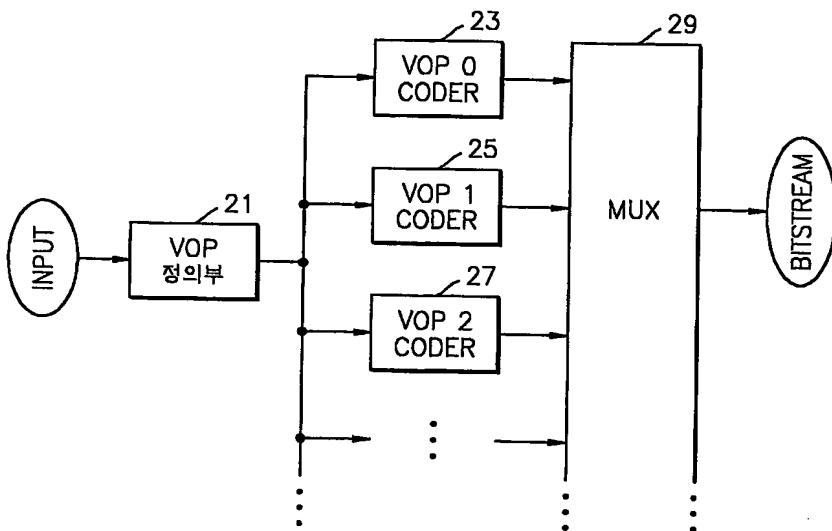 INPUT
21
VOP
정의부
23
VOP 0
CODER
25
VOP 1
CODER
27
VOP 2
CODER
29
MUX
BITSTREAM